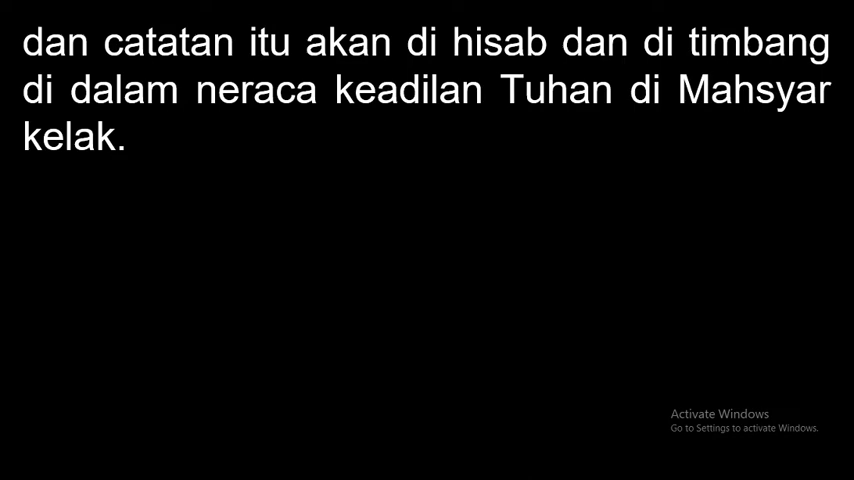 dan catatan itu akan di hisab dan di timbang
di dalam neraca keadilan Tuhan di Mahsyar
kelak.
Activate Windows
Go to Settings to activate Windows.